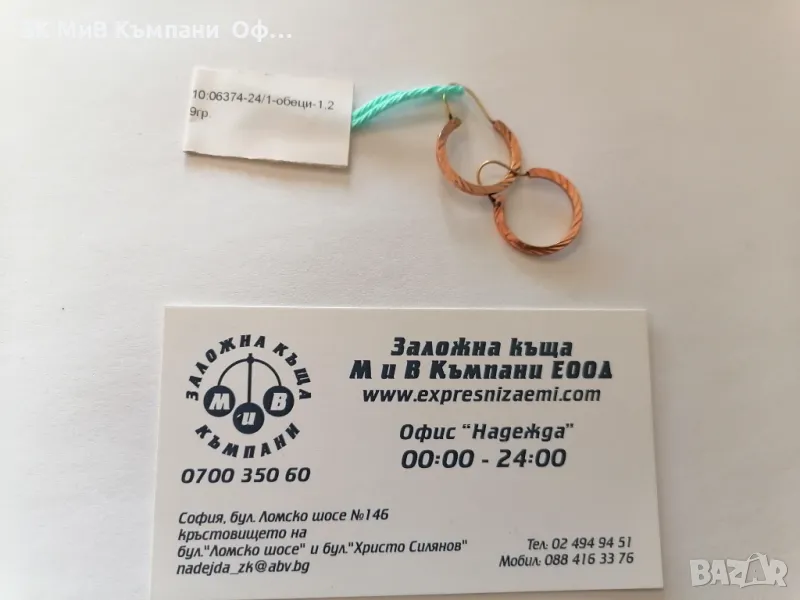 ЗК МиВ Къмпани Оф...
10:06374-24/1-обеци-1,2
9гр.
ЗАЛОЖНА КЪЩА
М и В
КЪМПАНИ
0700 350 60
Заложна къща
М и В Къмпани ЕООД
www.expresnizaemi.com
Офис "Надежда"
00:00 - 24:00
София, бул. Ломско шосе №146
кръстовището на
бул."Ломско шосе" и бул."Христо Силянов"
nadejda_zk@abv.bg
Тел: 02 494 94 51
Мобил: 088 416 33 76
BAZAR